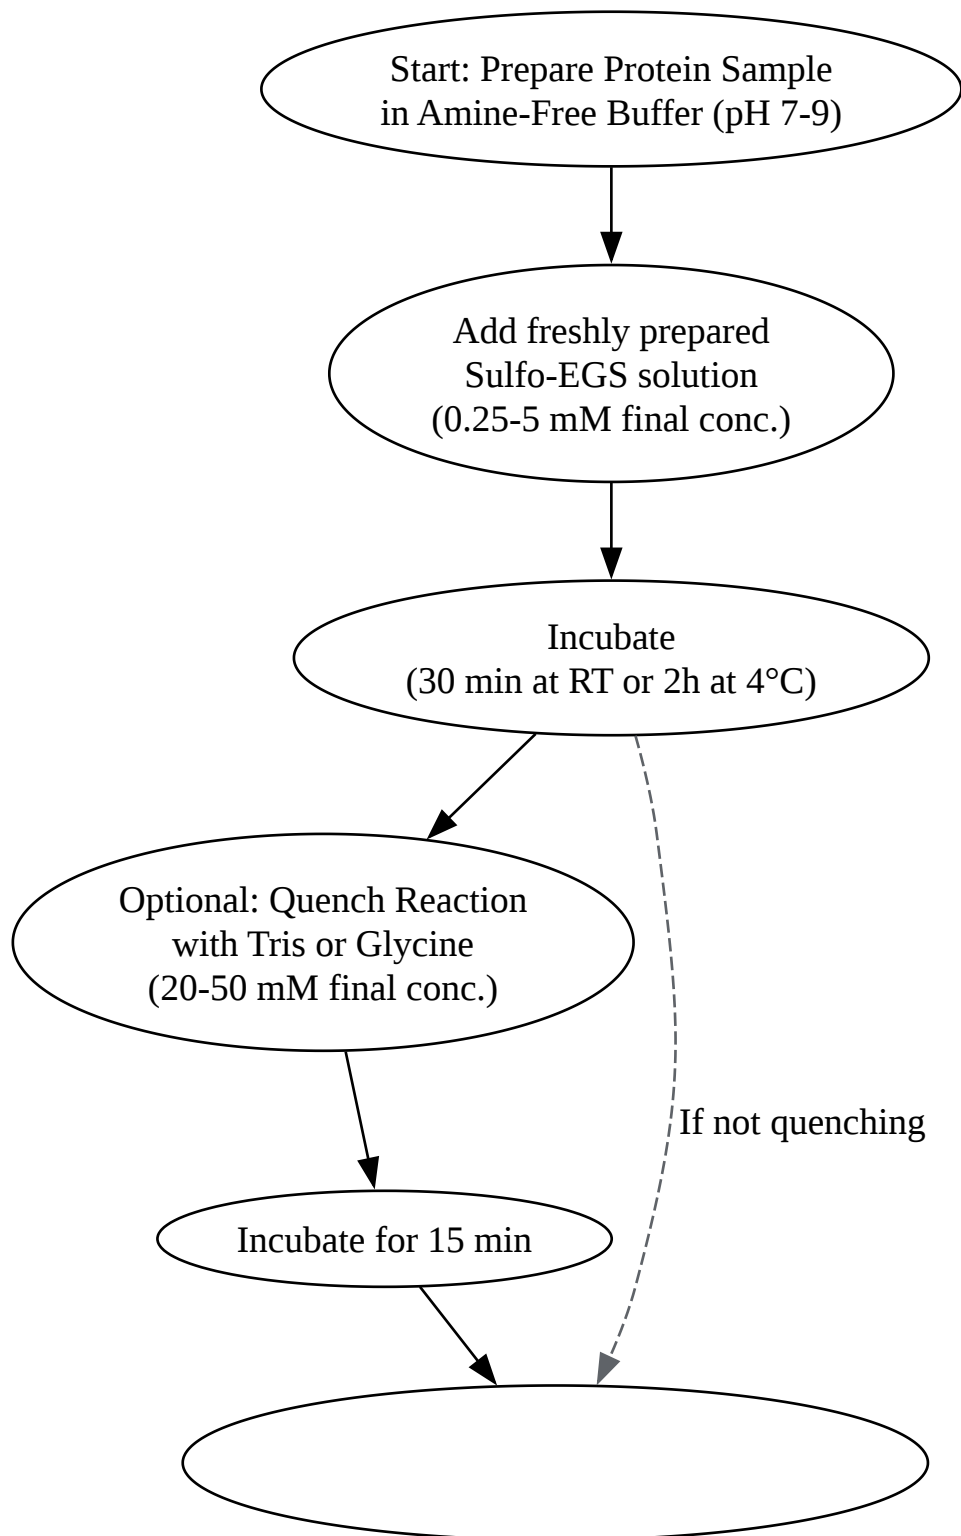 Start: Prepare Protein Sample
in Amine-Free Buffer (pH 7-9)
Add freshly prepared
Sulfo-EGS solution
(0.25-5 mM final conc.)
Incubate
(30 min at RT or 2h at 4°C)
Optional: Quench Reaction
with Tris or Glycine
(20-50 mM final conc.)
If not quenching
Incubate for 15 min